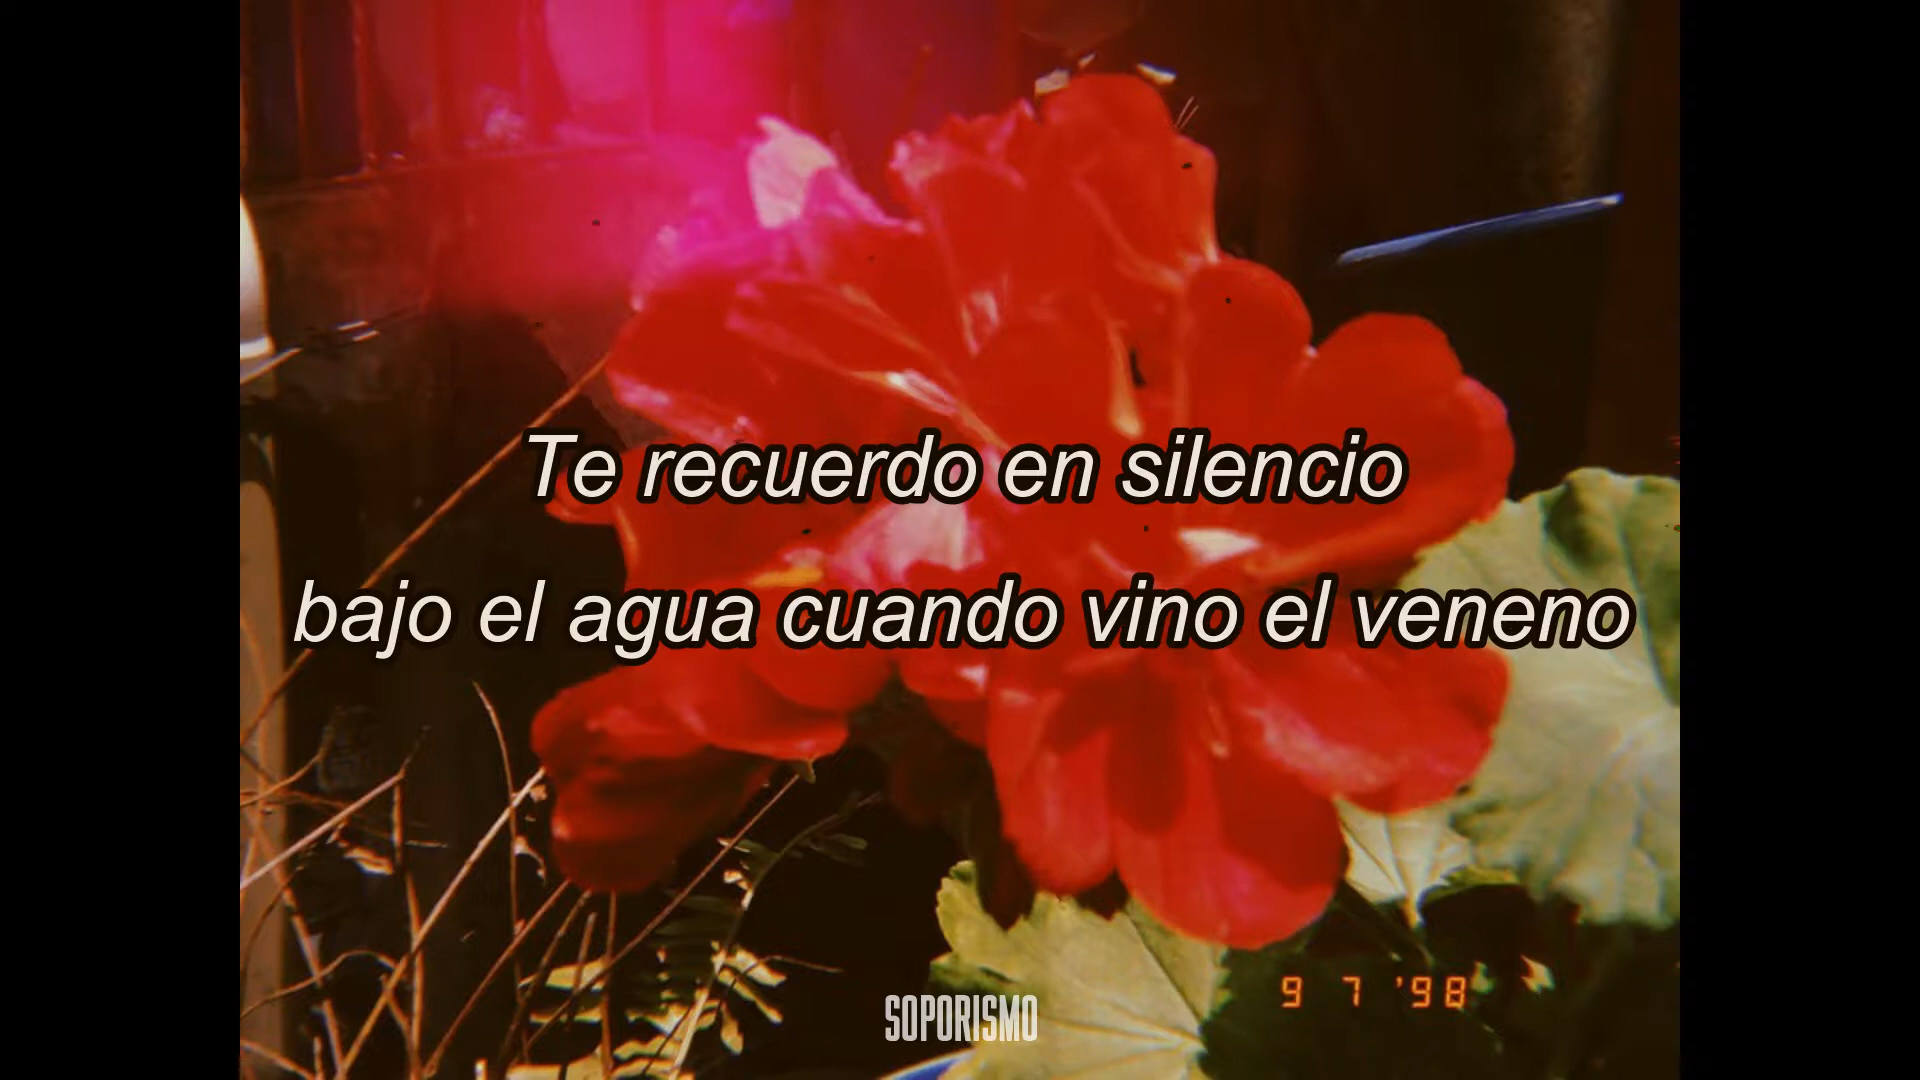 Te recuerdo en silencio
bajo el agua cuando vino el veneno
9 7 '98
SOPORISMO